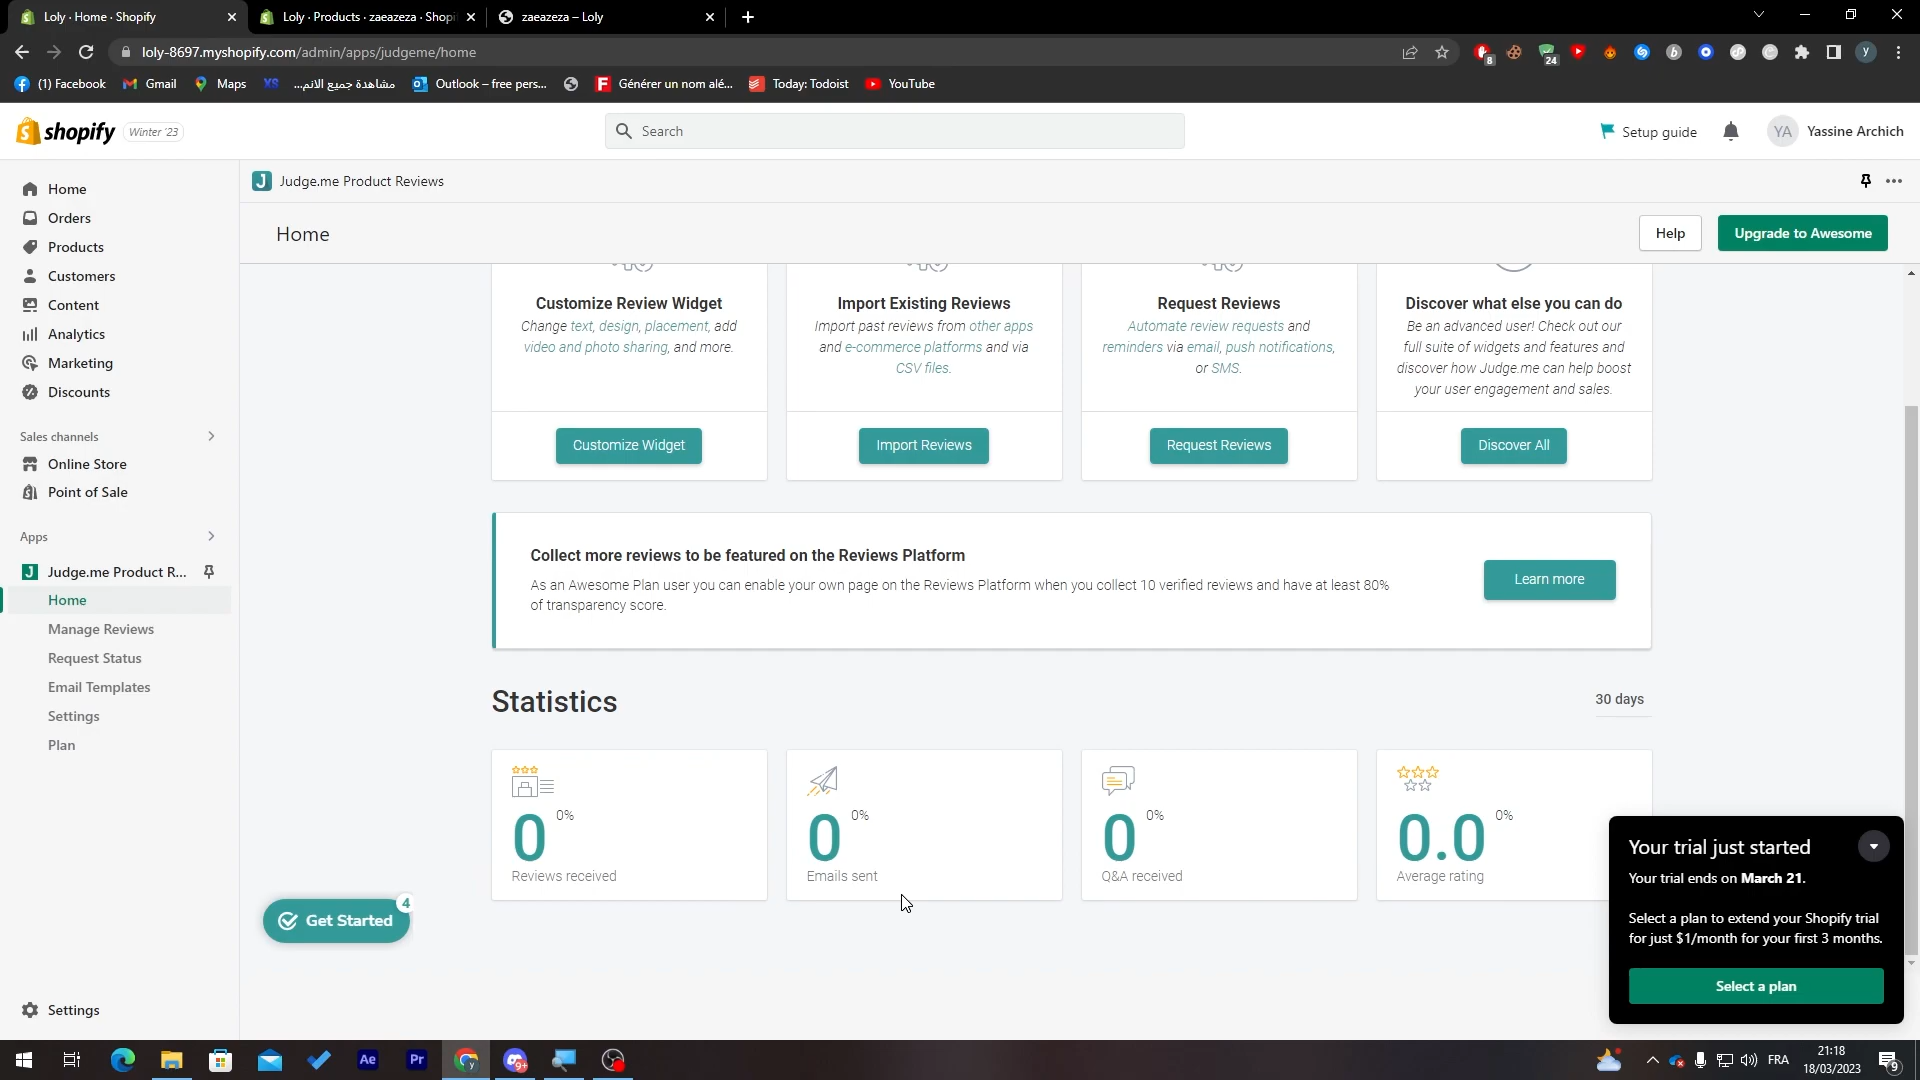 Loly · Home · Shopify
Loly · Products · zaeazeza · Shopi
zaeazeza – Loly
loly-8697.myshopify.com/admin/apps/judgeme/home
8
24
b
y
(1) Facebook
Gmail
Maps
XS
مشاهدة جميع الانم...
Outlook – free pers...
Générer un nom alé...
Today: Todoist
YouTube
shopify
Winter '23
Search
Setup guide
YA
Yassine Archich
Home
Orders
Products
Customers
Content
Analytics
Marketing
Discounts
Sales channels
Online Store
Point of Sale
Apps
Judge.me Product R...
Home
Manage Reviews
Request Status
Email Templates
Settings
Plan
Settings
Judge.me Product Reviews
Home
Help
Upgrade to Awesome
Customize Review Widget
Change text, design, placement, add
video and photo sharing, and more.
Customize Widget
Import Existing Reviews
Import past reviews from other apps
and e-commerce platforms and via
CSV files.
Import Reviews
Request Reviews
Automate review requests and
reminders via email, push notifications,
or SMS.
Request Reviews
Discover what else you can do
Be an advanced user! Check out our
full suite of widgets and features and
discover how Judge.me can help boost
your user engagement and sales.
Discover All
Collect more reviews to be featured on the Reviews Platform
As an Awesome Plan user you can enable your own page on the Reviews Platform when you collect 10 verified reviews and have at least 80%
of transparency score.
Learn more
Statistics
30 days
0 0%
Reviews received
0 0%
Emails sent
0 0%
Q&A received
0.0 0%
Average rating
Get Started
4
Your trial just started
Your trial ends on March 21.
Select a plan to extend your Shopify trial
for just $1/month for your first 3 months.
Select a plan
Ae
Pr
9+
FRA
21:18
18/03/2023
9